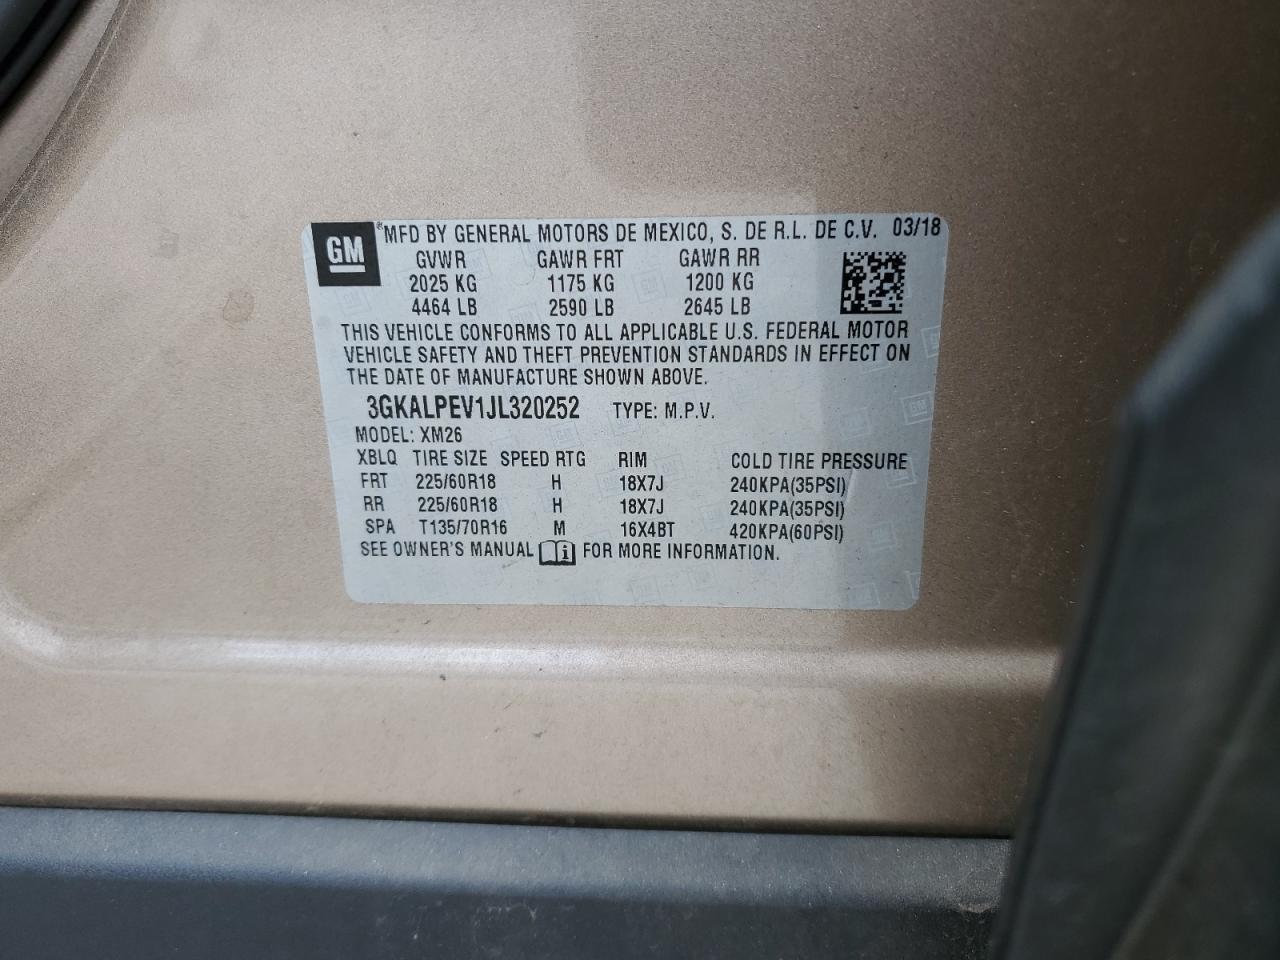 GM ® MFD BY GENERAL MOTORS DE MEXICO, S. DE R.L. DE C.V. 03/18
GVWR GAWR FRT GAWR RR
2025 KG 1175 KG 1200 KG
4464 LB 2590 LB 2645 LB
THIS VEHICLE CONFORMS TO ALL APPLICABLE U.S. FEDERAL MOTOR
VEHICLE SAFETY AND THEFT PREVENTION STANDARDS IN EFFECT ON
THE DATE OF MANUFACTURE SHOWN ABOVE.
3GKALPEV1JL320252 TYPE: M.P.V.
MODEL: XM26
XBLQ TIRE SIZE SPEED RTG RIM COLD TIRE PRESSURE
FRT 225/60R18 H 18X7J 240KPA(35PSI)
RR 225/60R18 H 18X7J 240KPA(35PSI)
SPA T135/70R16 M 16X4BT 420KPA(60PSI)
SEE OWNER'S MANUAL i FOR MORE INFORMATION.